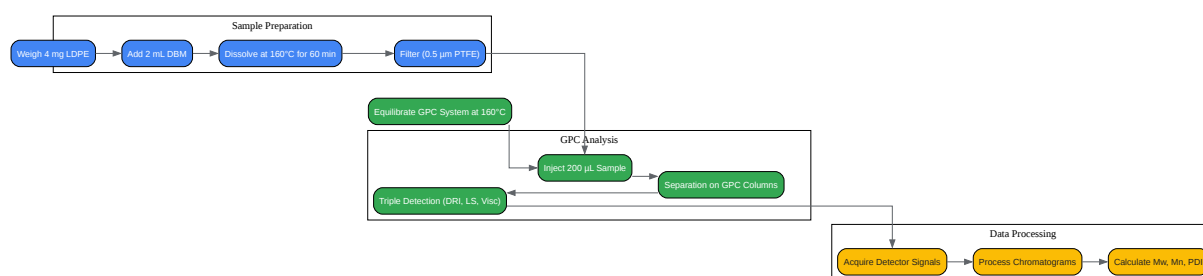 Sample Preparation
Weigh 4 mg LDPE
Add 2 mL DBM
Dissolve at 160°C for 60 min
Filter (0.5 µm PTFE)
Equilibrate GPC System at 160°C
GPC Analysis
Inject 200 µL Sample
Separation on GPC Columns
Triple Detection (DRI, LS, Visc)
Data Processing
Acquire Detector Signals
Process Chromatograms
Calculate Mw, Mn, PDI